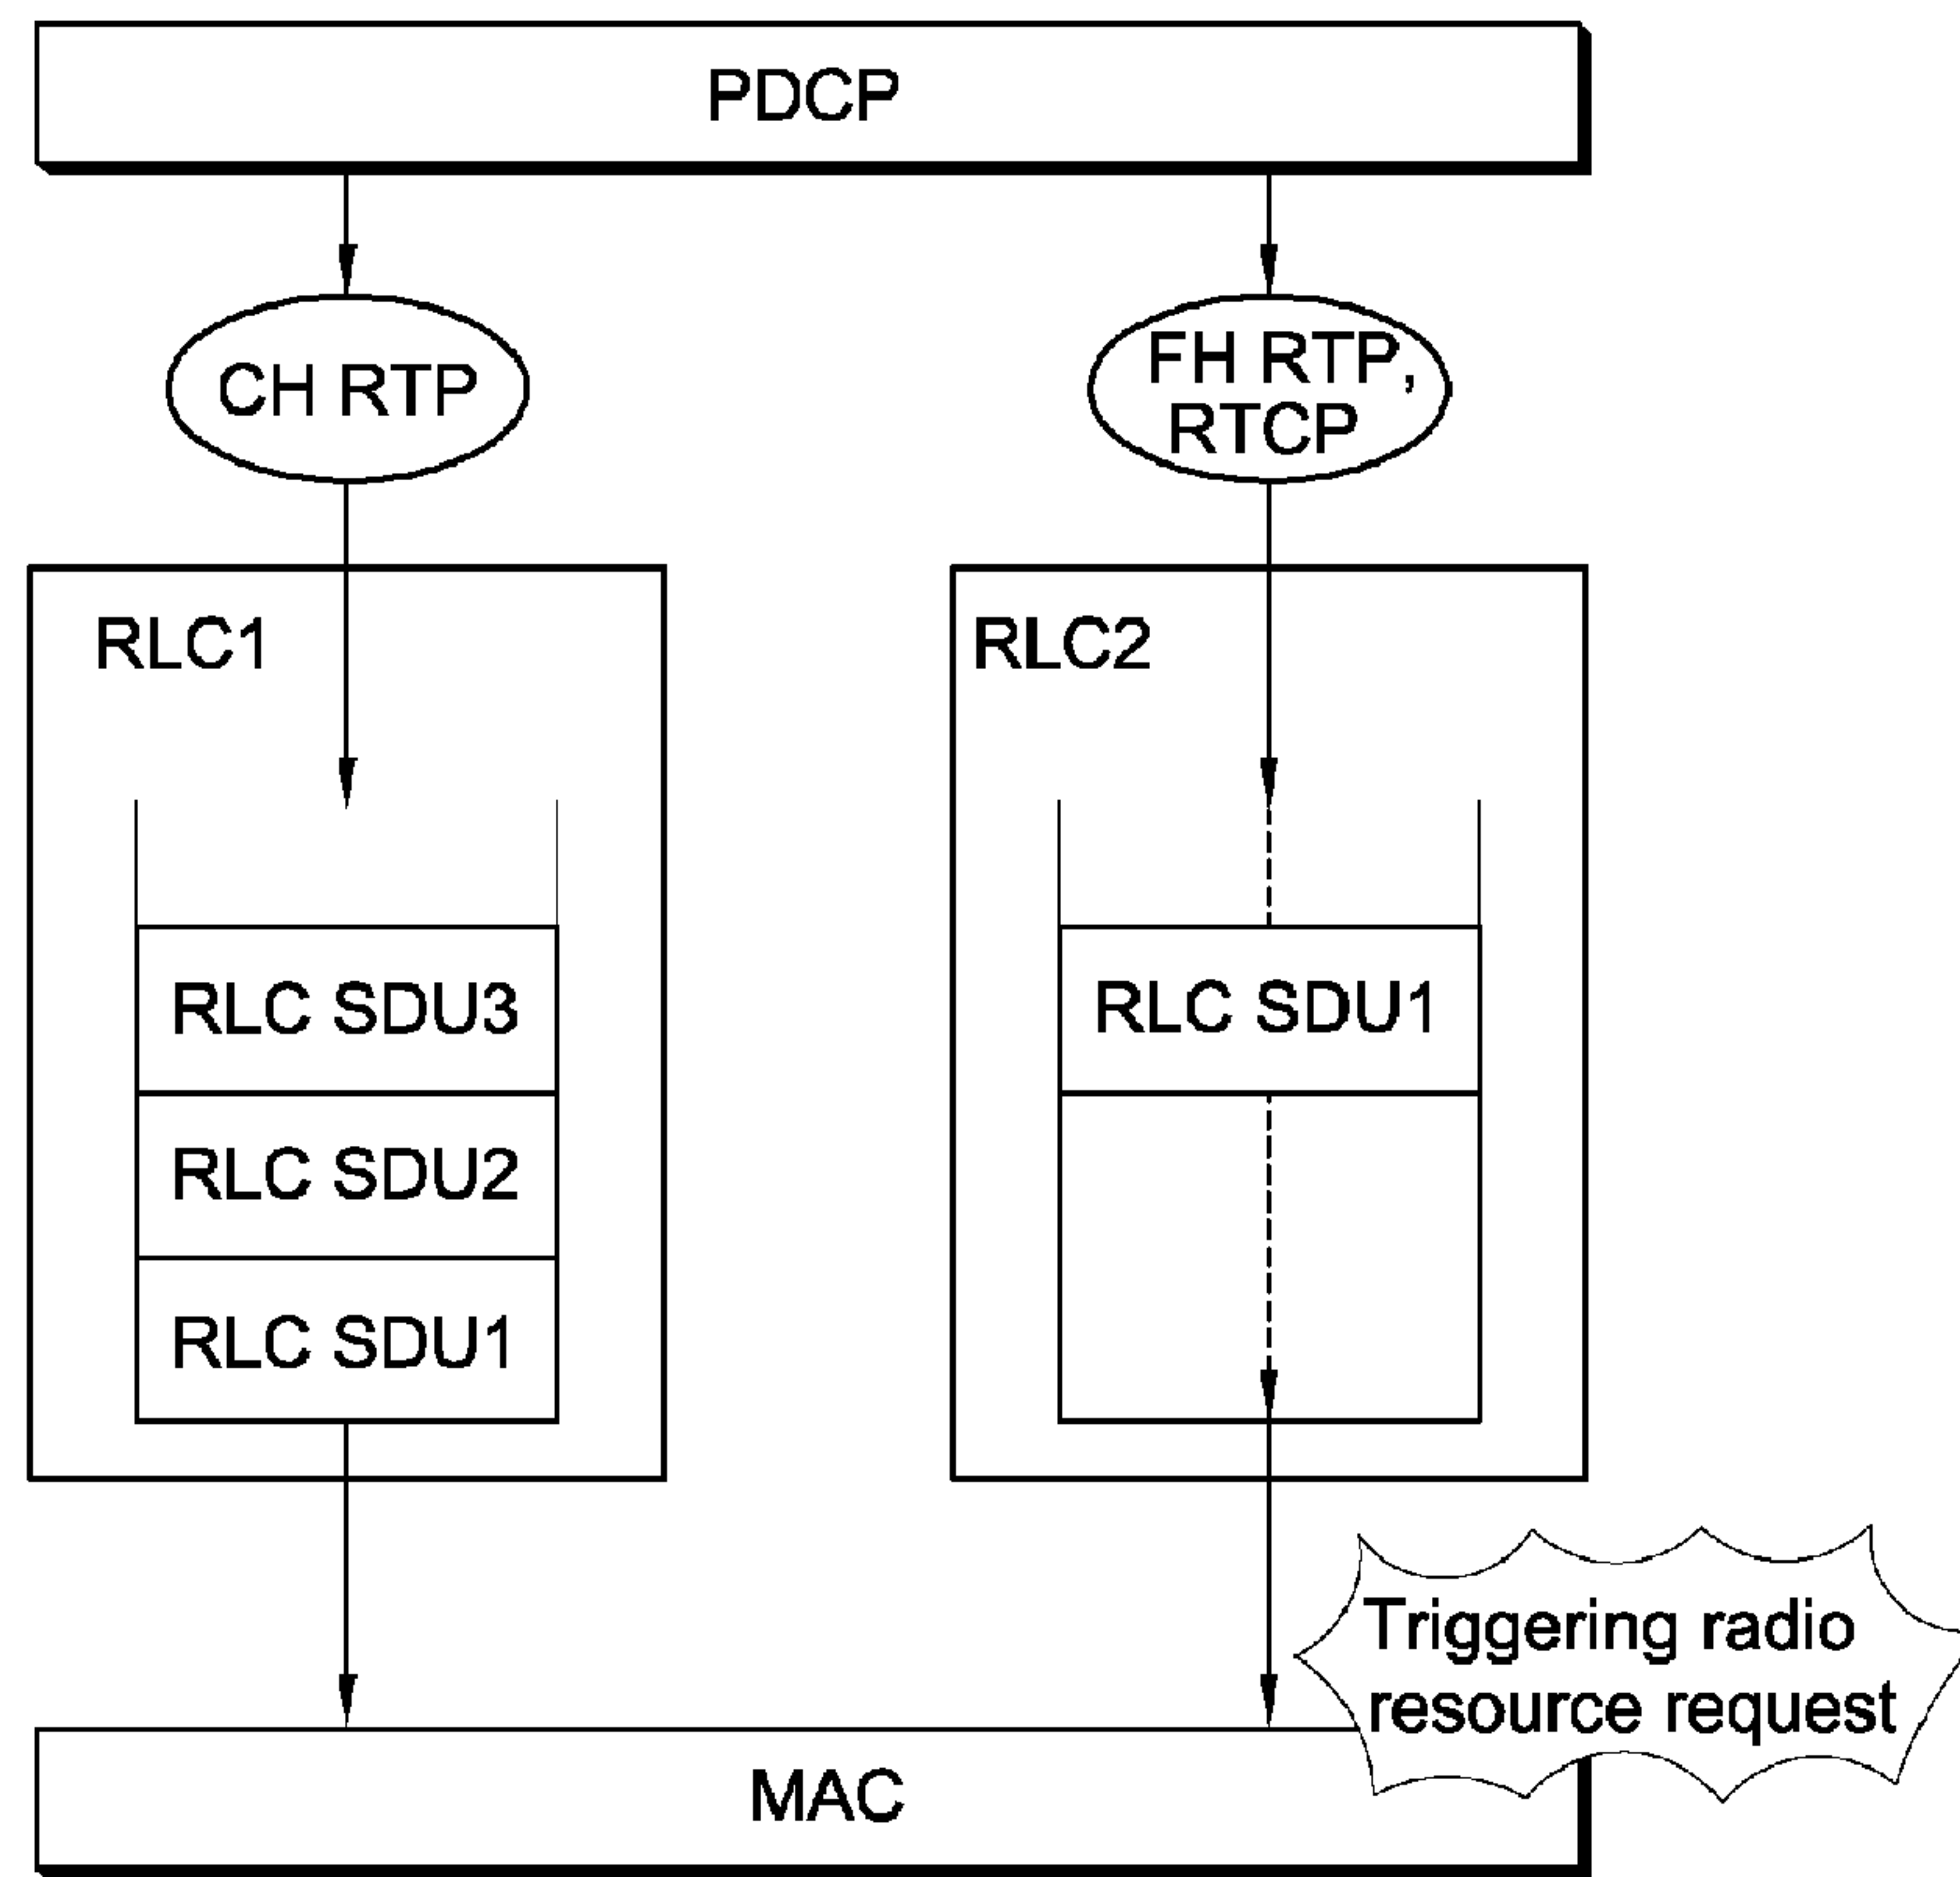 PDCP
CH RTP
FH RTP,
RTCP
RLC1
RLC2
RLC SDU3
RLC SDU1
RLC SDU2
RLC SDU1
Triggering radio
resource request
MAC